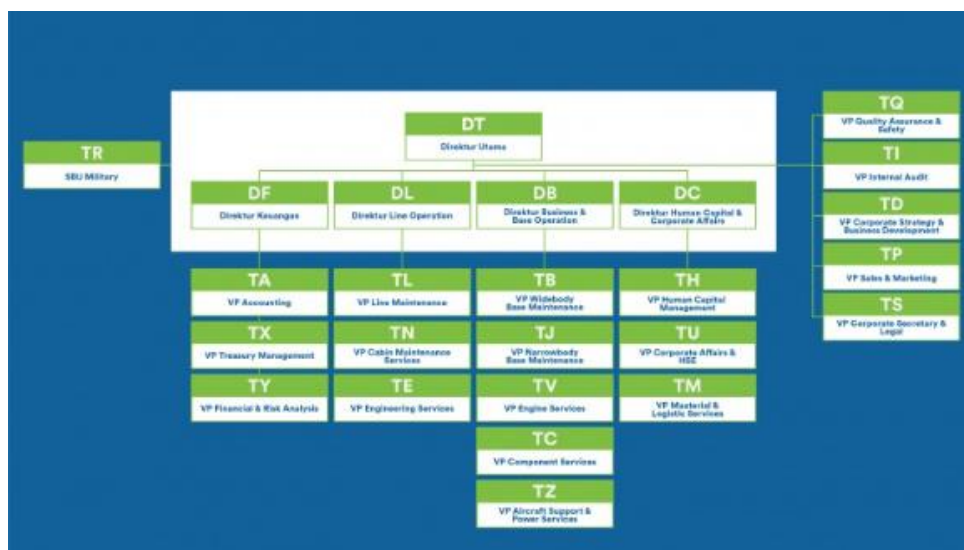 DT
Direktur Utama
TR
SBU Military
DF
Direktur Keuangan
DL
Direktur Line Operation
DB
Direktur Business &
Base Operation
DC
Direktur Human Capital &
Corporate Affairs
TA
VP Accounting
TX
VP Treasury Management
TY
VP Financial & Risk Analysis
TL
VP Line Maintenance
TN
VP Cabin Maintenance
Services
TE
VP Engineering Services
TB
VP Widebody
Base Maintenance
TJ
VP Narrowbody
Base Maintenance
TV
VP Engine Services
TC
VP Component Services
TZ
VP Aircraft Support &
Power Services
TH
VP Human Capital
Management
TU
VP Corporate Affairs &
HSE
TM
VP Material &
Logistic Services
TQ
VP Quality Assurance &
Safety
TI
VP Internal Audit
TD
VP Corporate Strategy &
Business Development
TP
VP Sales & Marketing
TS
VP Corporate Secretary &
Legal